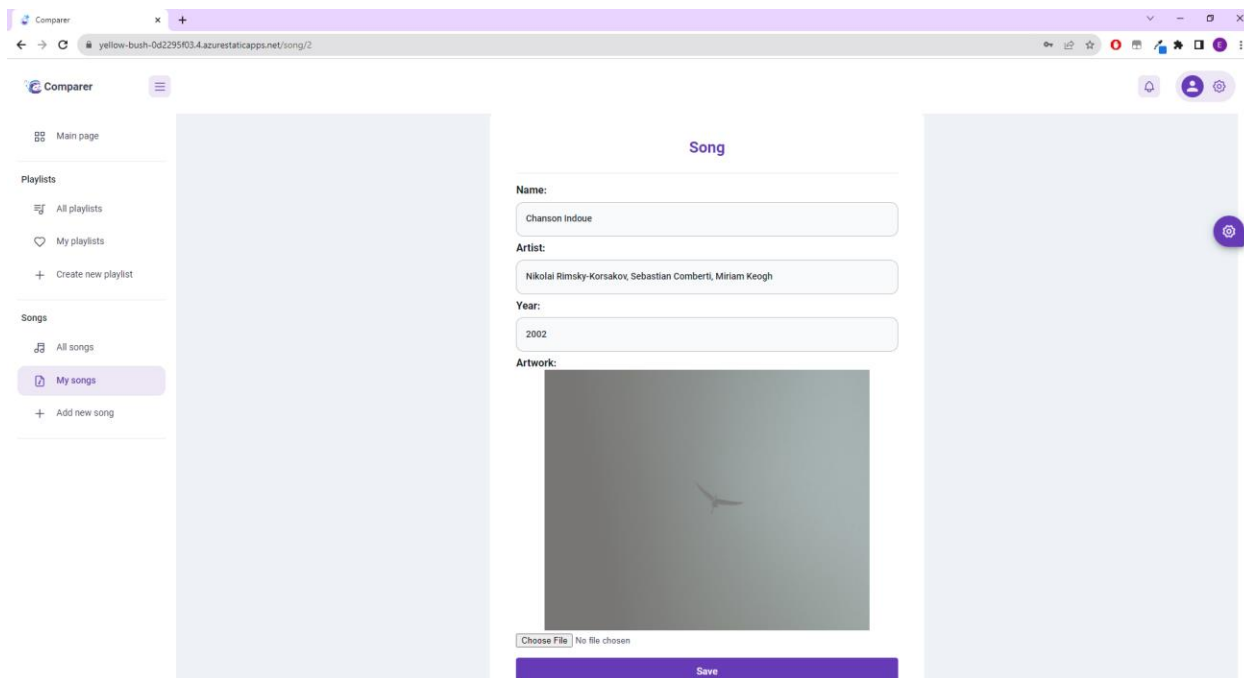 Comparer
yellow-bush-0d2295f03.4.azurestaticapps.net/song/2
E
Comparer
Main page
Playlists
All playlists
My playlists
Create new playlist
Songs
All songs
My songs
Add new song
Song
Name:
Chanson Indoue
Artist:
Nikolai Rimsky-Korsakov, Sebastian Comberti, Miriam Keogh
Year:
2002
Artwork:
Choose File No file chosen
Save